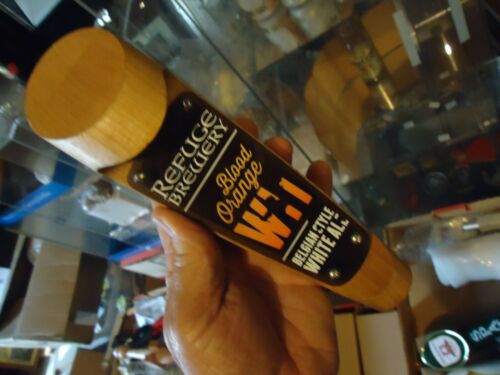 REFUGE
BREWERY
Blood
Orange
WIT
BELGIAN STYLE
WHITE ALE